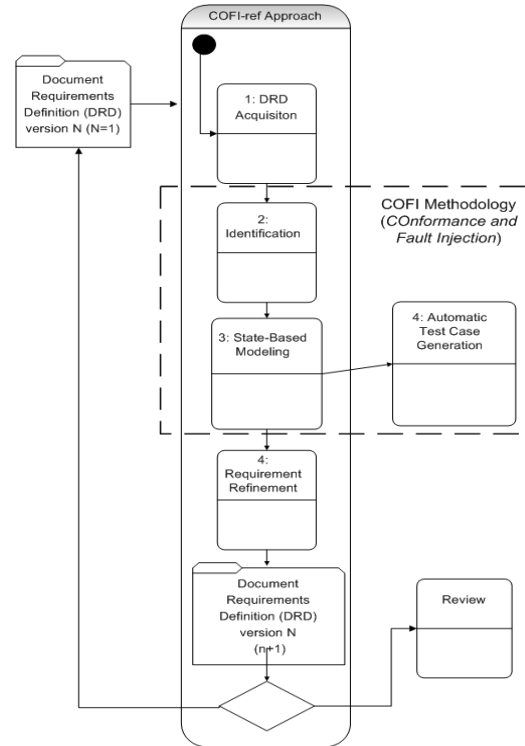 COFI-ref Approach
Document
Requirements
Definition (DRD)
version N (N=1)
1: DRD
Acquisiton
COFI Methodology
(COnformance and
Fault Injection)
2:
Identification
3: State-Based
Modeling
4: Automatic
Test Case
Generation
4:
Requirement
Refinement
Document
Requirements
Definition (DRD)
version N
(n+1)
Review